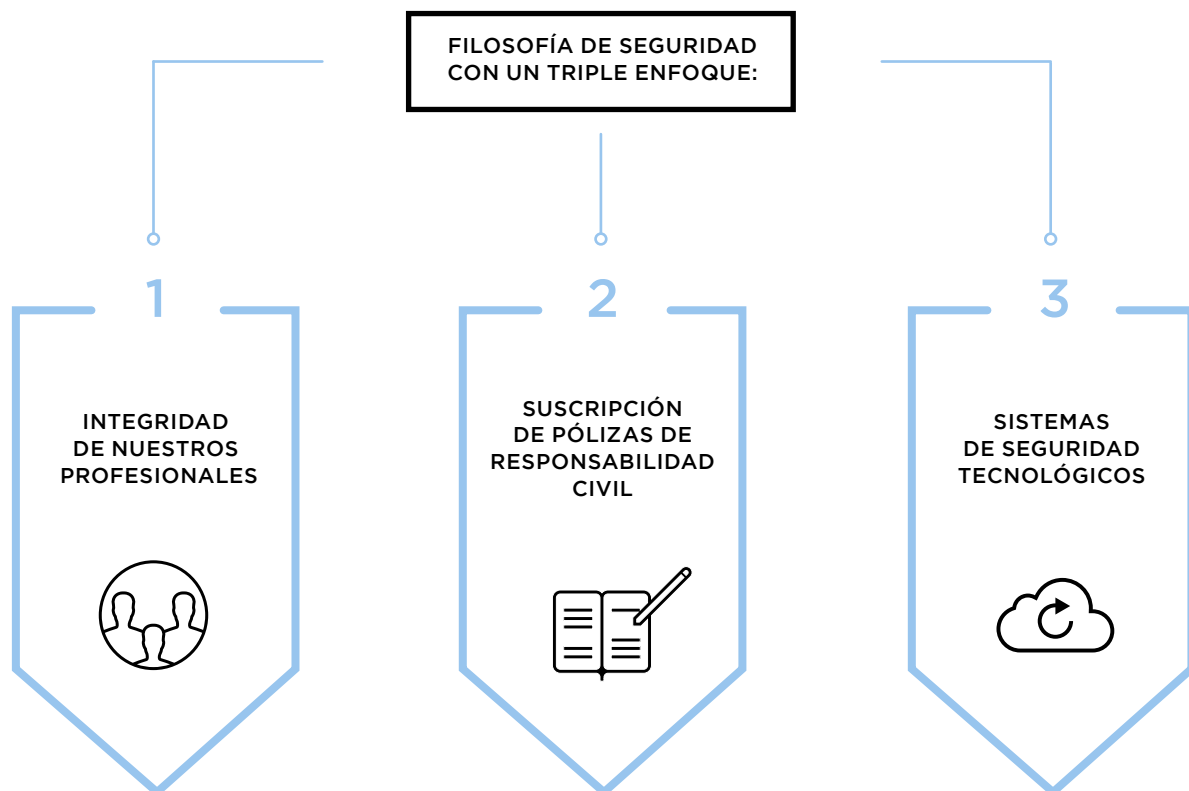 FILOSOFÍA DE SEGURIDAD
CON UN TRIPLE ENFOQUE:
1
INTEGRIDAD
DE NUESTROS
PROFESIONALES
2
SUSCRIPCIÓN
DE PÓLIZAS DE
RESPONSABILIDAD
CIVIL
3
SISTEMAS
DE SEGURIDAD
TECNOLÓGICOS